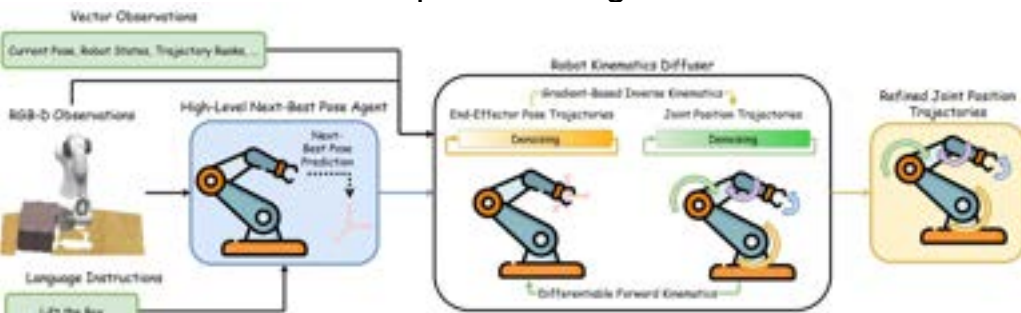 Vector Observations
Current Pose, Robot States, Trajectory Ranks, ...
RGB-D Observations
High-Level Next-Best Pose Agent
Next-
Best Pose
Prediction
Language Instructions
Lift the Box
Robot Kinematics Diffuser
Gradient-Based Inverse Kinematics
End-Effector Pose Trajectories
Joint Position Trajectories
Denoising
Denoising
Differentiable Forward Kinematics
Refined Joint Position
Trajectories